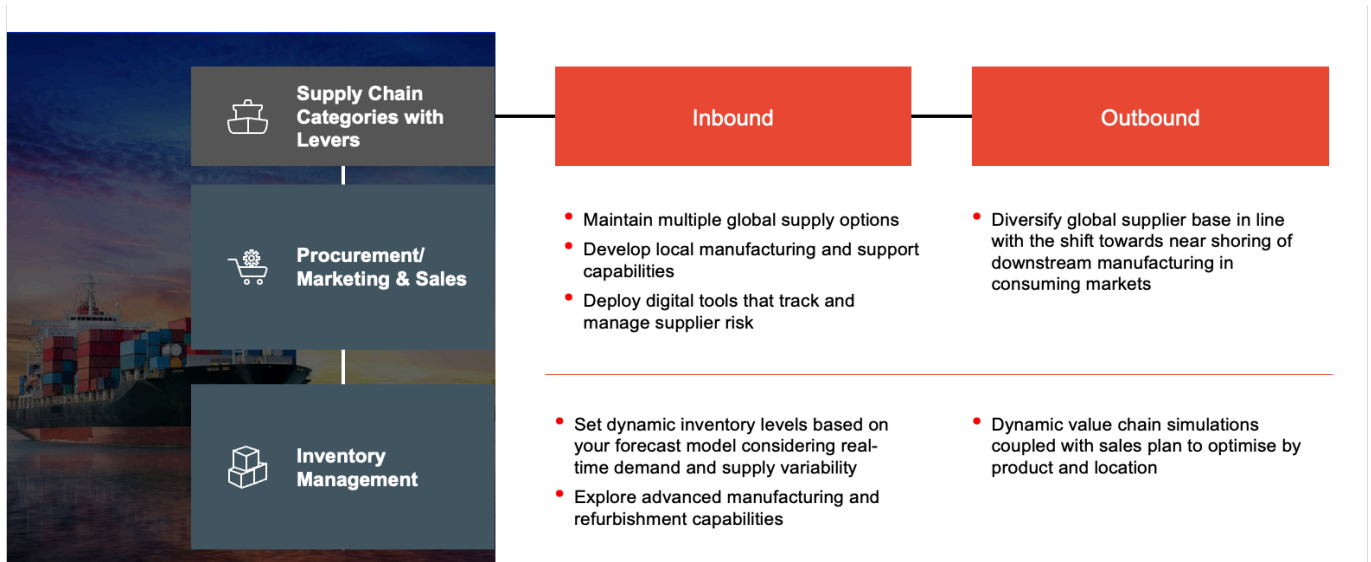 Supply Chain
Categories with
Levers
Inbound
Outbound
Procurement/
Marketing & Sales
• Maintain multiple global supply options
• Develop local manufacturing and support
capabilities
• Deploy digital tools that track and
manage supplier risk
• Diversify global supplier base in line
with the shift towards near shoring of
downstream manufacturing in
consuming markets
Inventory
Management
• Set dynamic inventory levels based on
your forecast model considering real-
time demand and supply variability
• Explore advanced manufacturing and
refurbishment capabilities
• Dynamic value chain simulations
coupled with sales plan to optimise by
product and location